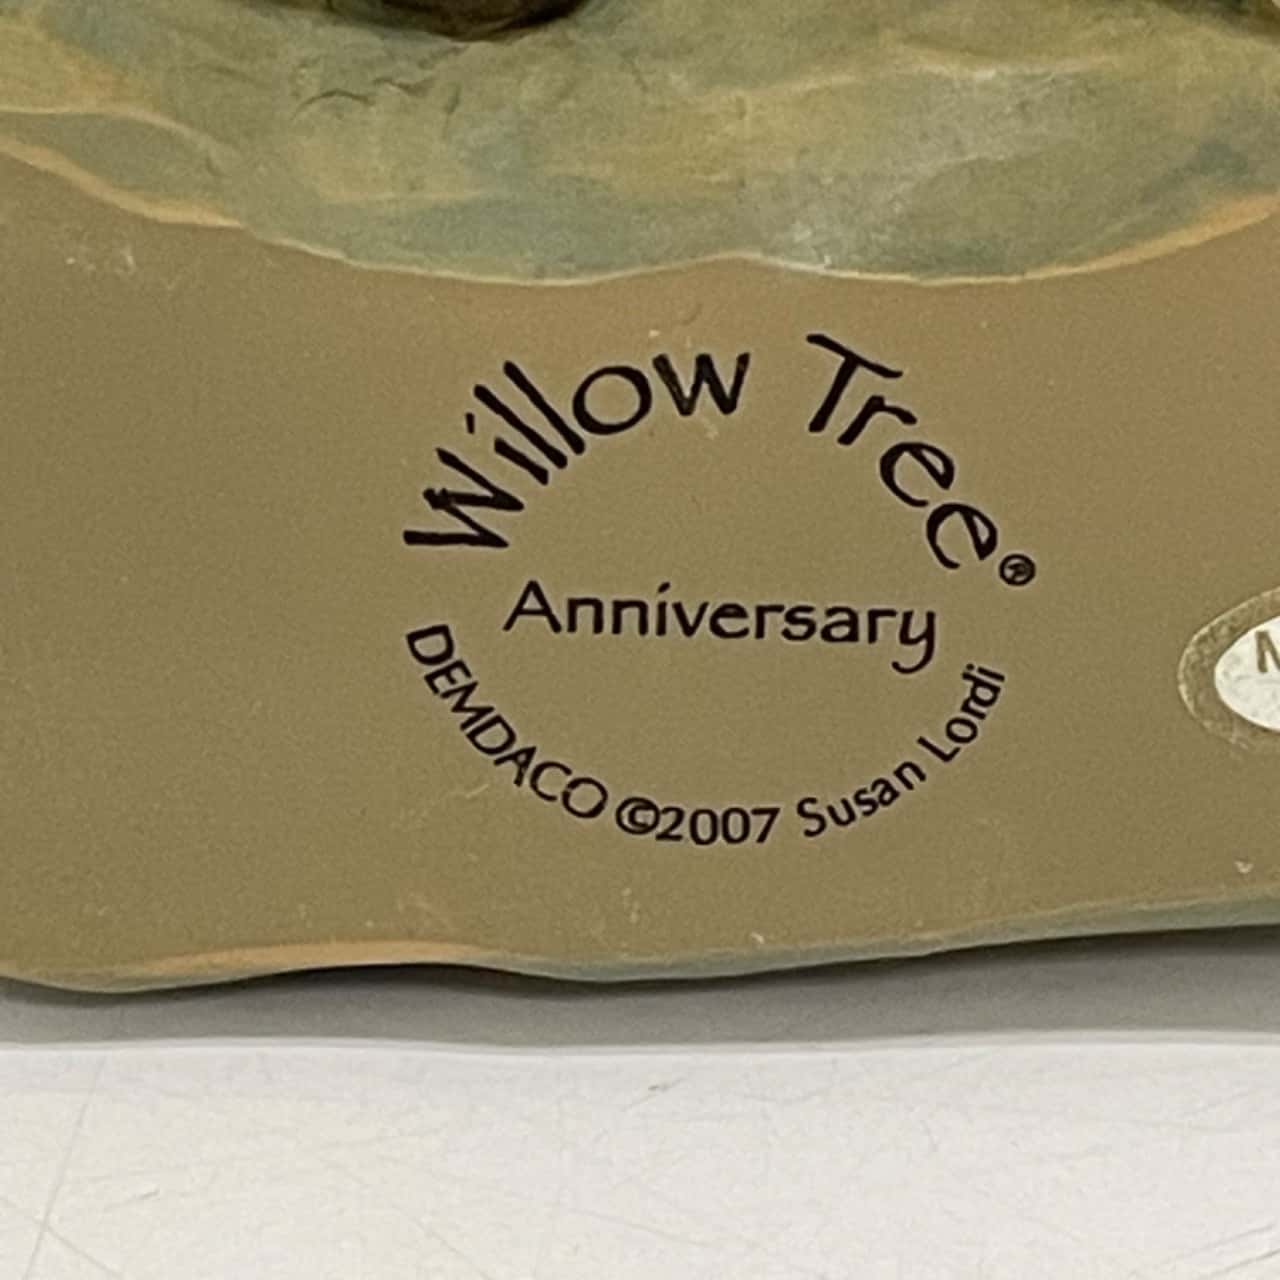 Willow Tree®
Anniversary
DEMDACO ©2007 Susan Lordi